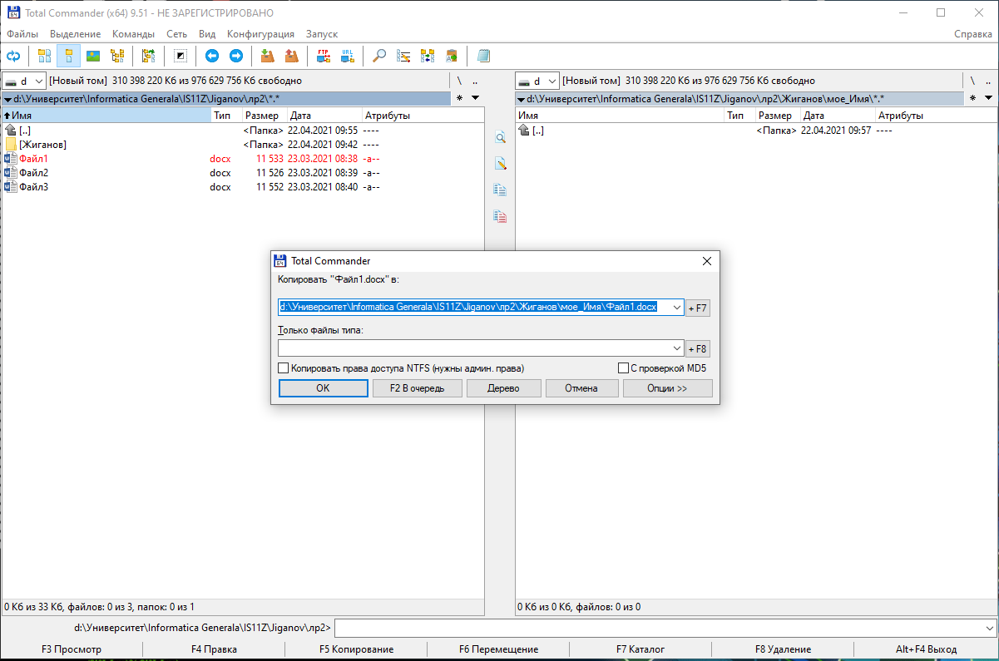 Total Commander (x64) 9.51 - НЕ ЗАРЕГИСТРИРОВАНО
Файлы Выделение Команды Сеть Вид Конфигурация Запуск Справка
FTP URL
d [Новый том] 310 398 220 Кб из 976 629 756 Кб свободно \ ..
d:\Университет\Informatica Generala\IS11Z\Jiganov\лр2\*.* *
Имя Тип Размер Дата Атрибуты
[..] <Папка> 22.04.2021 09:55 ----
[Жиганов] <Папка> 22.04.2021 09:42 ----
Файл1 docx 11 533 23.03.2021 08:38 -a--
Файл2 docx 11 526 23.03.2021 08:39 -a--
Файл3 docx 11 552 23.03.2021 08:40 -a--
0 Кб из 33 Кб, файлов: 0 из 3, папок: 0 из 1
d [Новый том] 310 398 220 Кб из 976 629 756 Кб свободно \ ..
d:\Университет\Informatica Generala\IS11Z\Jiganov\лр2\Жиганов\мое_Имя\*.* *
Имя Тип Размер Дата Атрибуты
[..] <Папка> 22.04.2021 09:57 ----
0 Кб из 0 Кб, файлов: 0 из 0
Total Commander
Копировать "Файл1.docx" в:
d:\Университет\Informatica Generala\IS11Z\Jiganov\лр2\Жиганов\мое_Имя\Файл1.docx + F7
Только файлы типа:
+ F8
Копировать права доступа NTFS (нужны админ. права) С проверкой MD5
OK F2 В очередь Дерево Отмена Опции >>
d:\Университет\Informatica Generala\IS11Z\Jiganov\лр2>
F3 Просмотр F4 Правка F5 Копирование F6 Перемещение F7 Каталог F8 Удаление Alt+F4 Выход